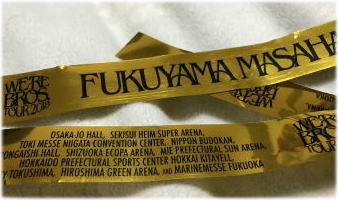 WE'RE
BROS.
TOUR 2018
FUKUYAMA MASAHA
OSAKA-JO HALL, SEKISUI HEIM SUPER ARENA,
TOKI MESSE NIIGATA CONVENTION CENTER, NIPPON BUDOKAN,
ONGAISHI HALL, SHIZUOKA ECOPA ARENA, MIE PREFECTURAL SUN ARENA,
HOKKAIDO PREFECTURAL SPORTS CENTER HOKKAI KITAYELL,
Y TOKUSHIMA, HIROSHIMA GREEN ARENA, AND MARINEMESSE FUKUOKA
WE'RE
BROS.
TOUR 2018